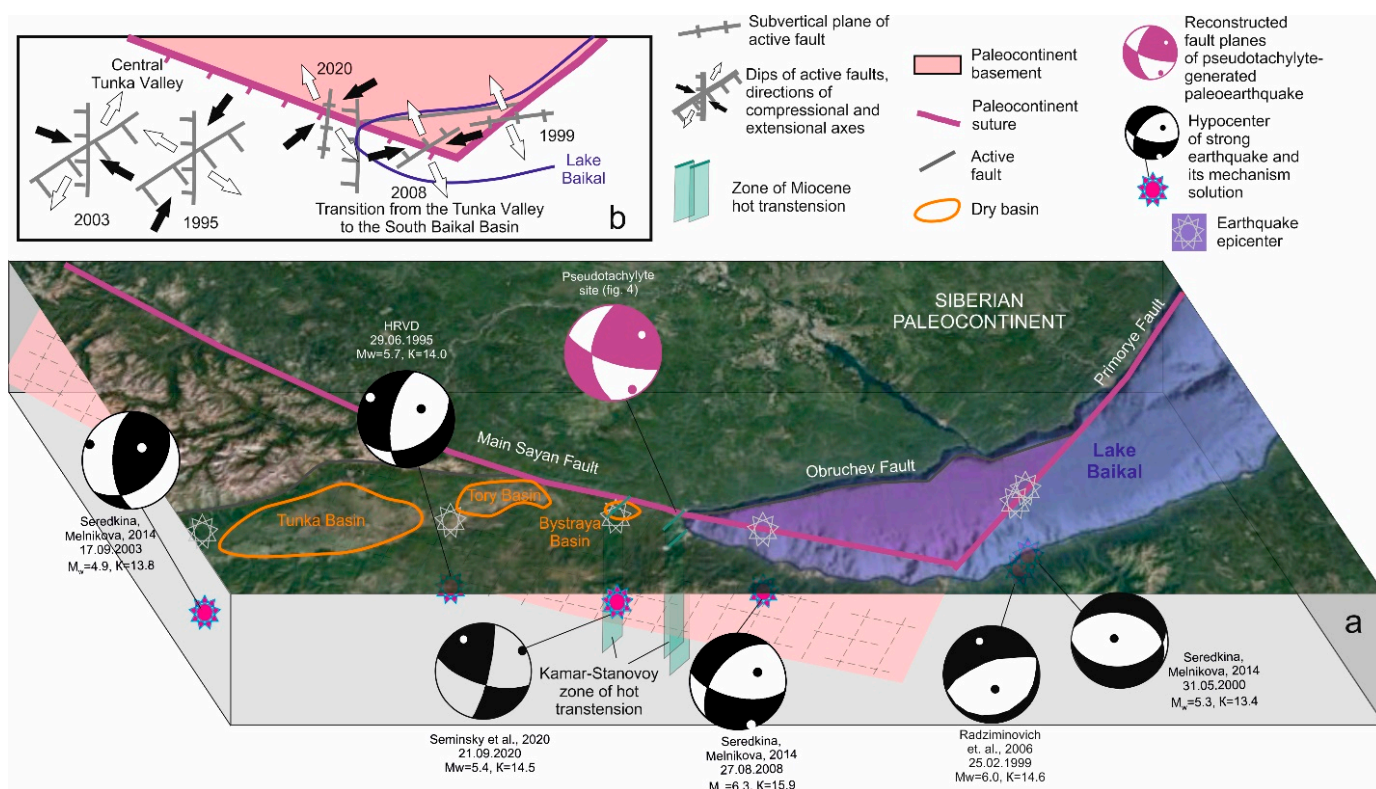 Central
Tunka Valley
2020
1999
Lake
Baikal
2008
2003
1995
Transition from the Tunka Valley
to the South Baikal Basin
b
Subvertical plane of
active fault
Dips of active faults,
directions of
compressional and
extensional axes
Zone of Miocene
hot transtension
Paleocontinent
basement
Paleocontinent
suture
Active
fault
Dry basin
Reconstructed
fault planes
of pseudotachylyte-
generated
paleoearthquake
Hypocenter
of strong
earthquake and
its mechanism
solution
Earthquake
epicenter
Pseudotachylyte
site (fig. 4)
SIBERIAN
PALEOCONTINENT
HRVD
29.06.1995
Mw=5.7, K=14.0
Primorye Fault
Main Sayan Fault
Obruchev Fault
Lake
Baikal
Tory Basin
Tunka Basin
Bystraya
Basin
Seredkina,
Melnikova, 2014
17.09.2003
Mw=4.9, K=13.8
a
Kamar-Stanovoy
zone of hot
transtension
Seredkina,
Melnikova, 2014
31.05.2000
Mw=5.3, K=13.4
Seminsky et al., 2020
21.09.2020
Mw=5.4, K=14.5
Seredkina,
Melnikova, 2014
27.08.2008
M =6.3, K=15.9
Radziminovich
et. al., 2006
25.02.1999
Mw=6.0, K=14.6